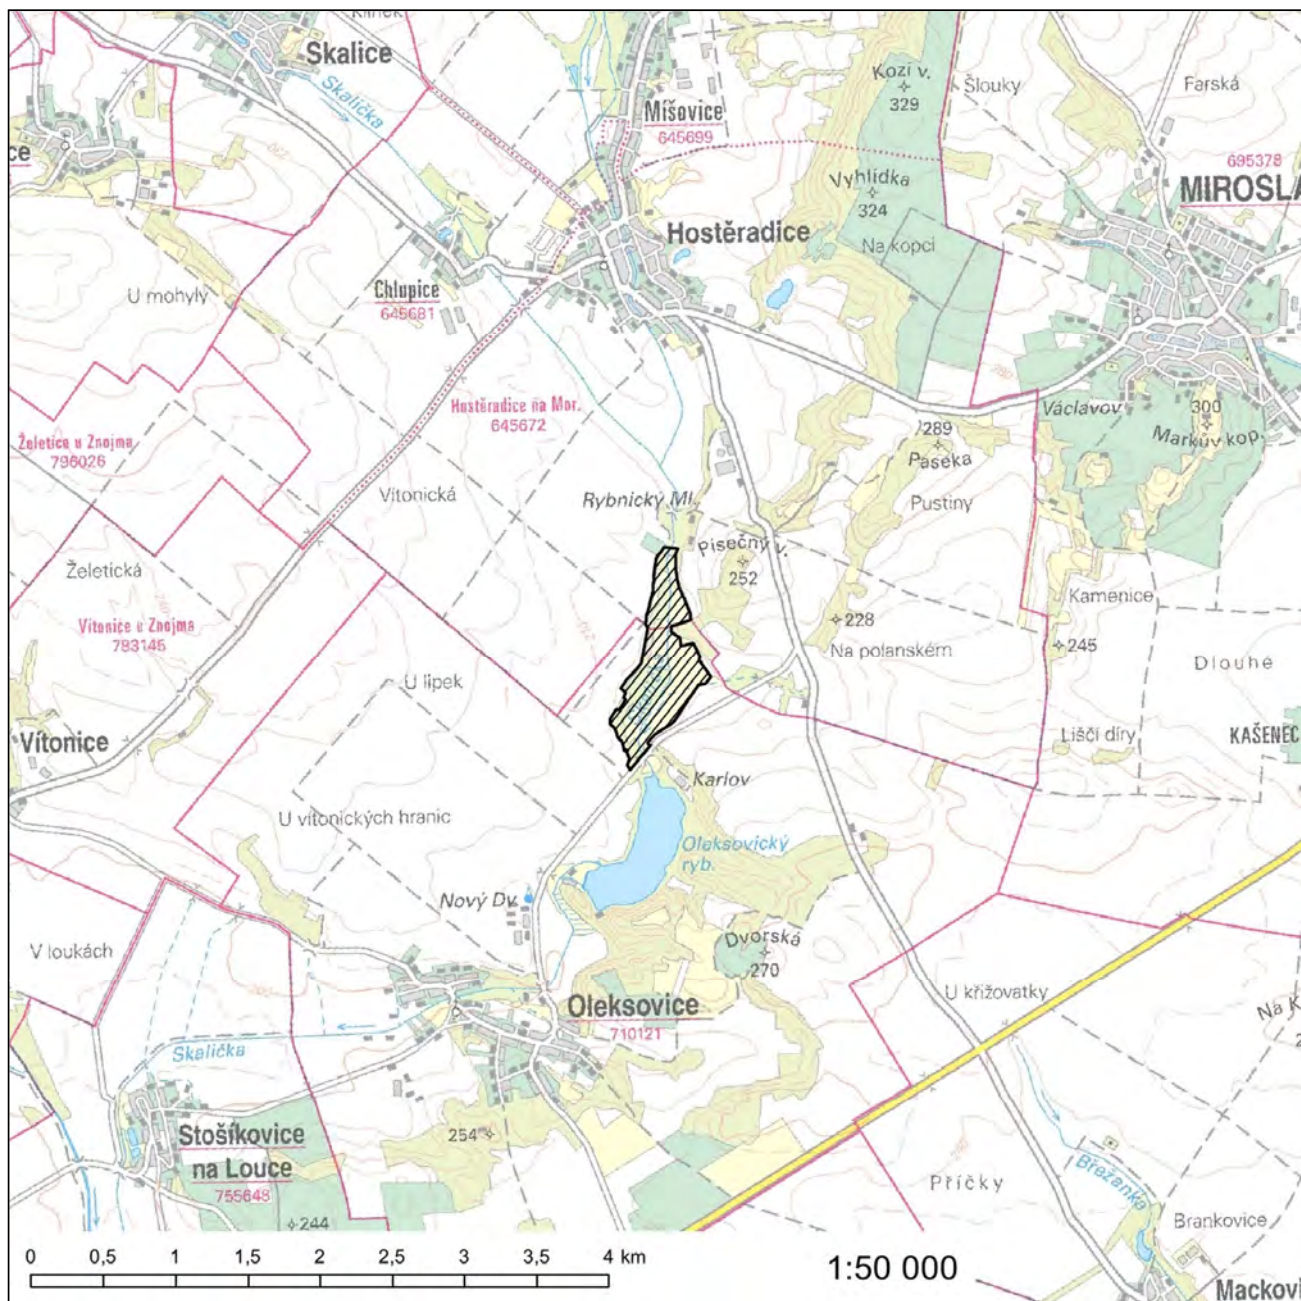 Skalice
Skalička
Míšovice
645699
Kozí v.
329
Šlouky
Farská
695378
Vyhlídka
324
Hostěradice
Na kopci
U mohyly
Chlupice
645681
Hostěradice na Mor.
645672
Václavov
300
Markův kop.
289
Paseka
Želetice u Znojma
796026
Vítonická
Rybnický Ml.
Pustiny
Písečný v.
252
Želetická
Kamenice
Vítonice u Znojma
783145
228
245
Na polanském
Dlouhé
U lipek
Vítonice
Liščí díry
KAŠENEC
Karlov
U vítonických hranic
Oleksovický
ryb.
Nový Dv.
Dvorská
270
V loukách
U křižovatky
Oleksovice
710121
Skalička
Stošíkovice
na Louce
755648
254
244
Příčky
Břežanka
Brankovice
0 0,5 1 1,5 2 2,5 3 3,5 4 km
1:50 000